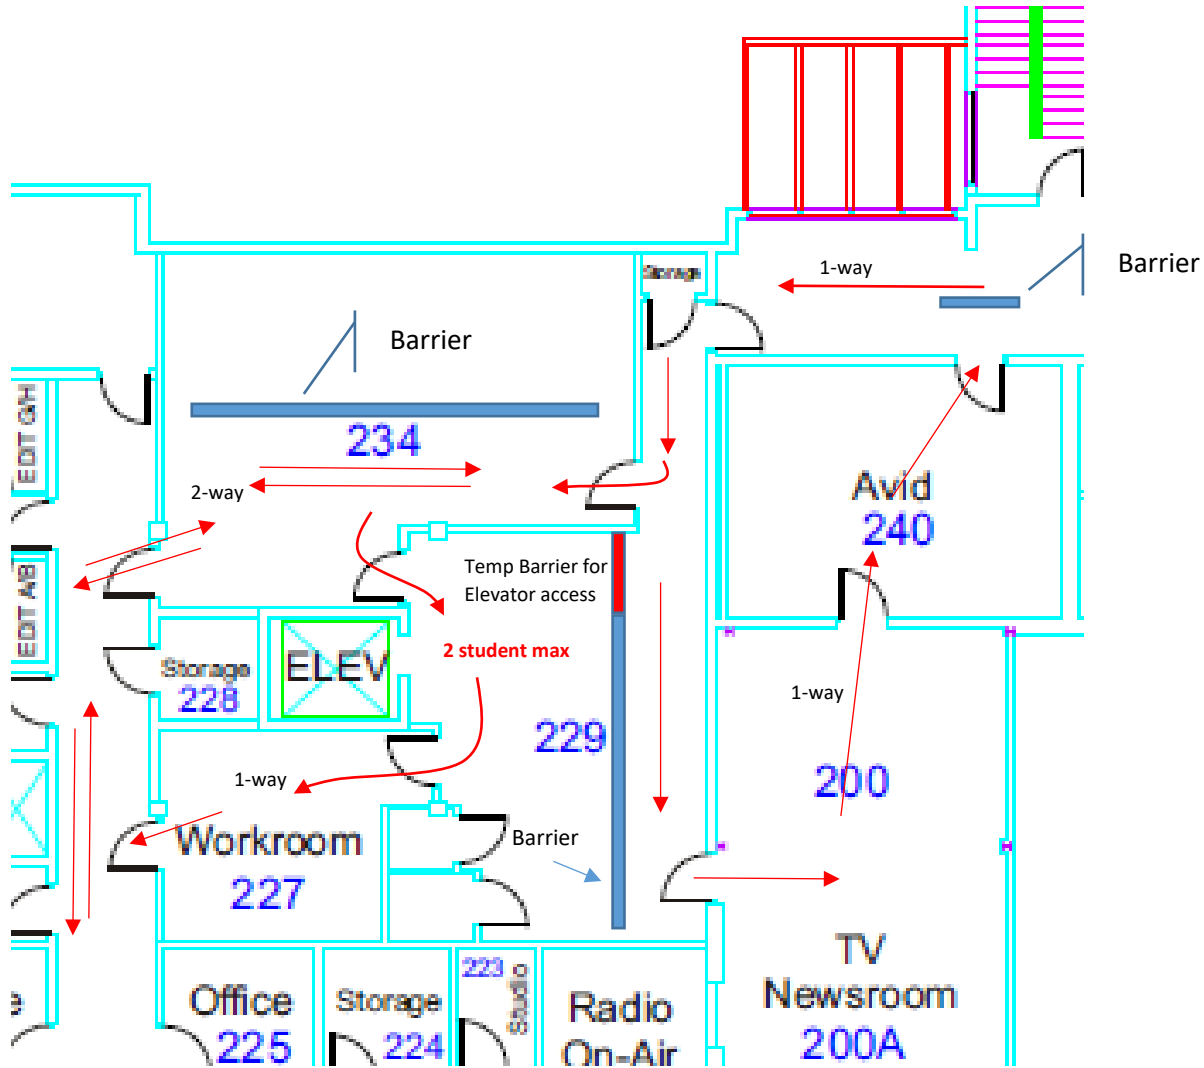 Storage
1-way
Barrier
Barrier
EDT G/H
234
2-way
Avid
240
Temp Barrier for
Elevator access
EDT A/B
2 student max
Storage
228
ELEV
229
1-way
200
1-way
Workroom
227
Barrier
TV
Newsroom
200A
223
Studio
Office
225
Storage
224
Radio
On-Air
e